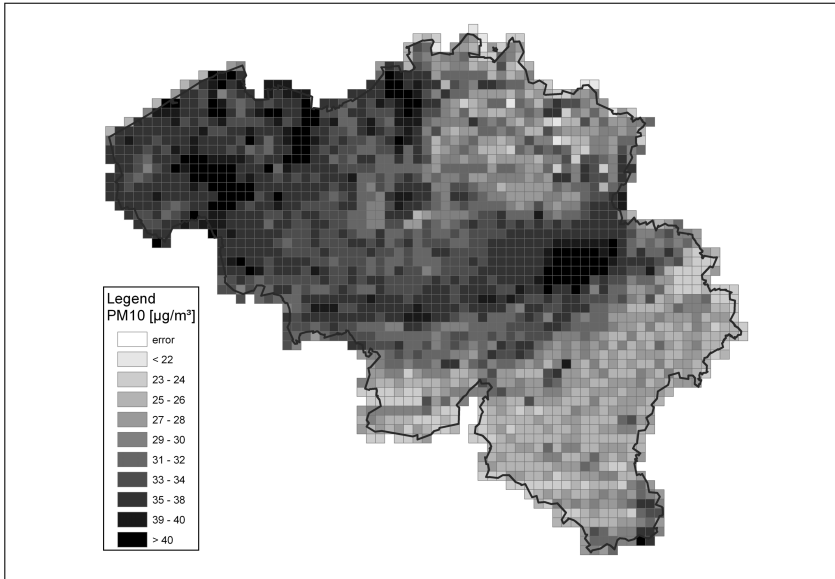 Legend
PM10 [µg/m³]
error
< 22
23 - 24
25 - 26
27 - 28
29 - 30
31 - 32
33 - 34
35 - 38
39 - 40
> 40